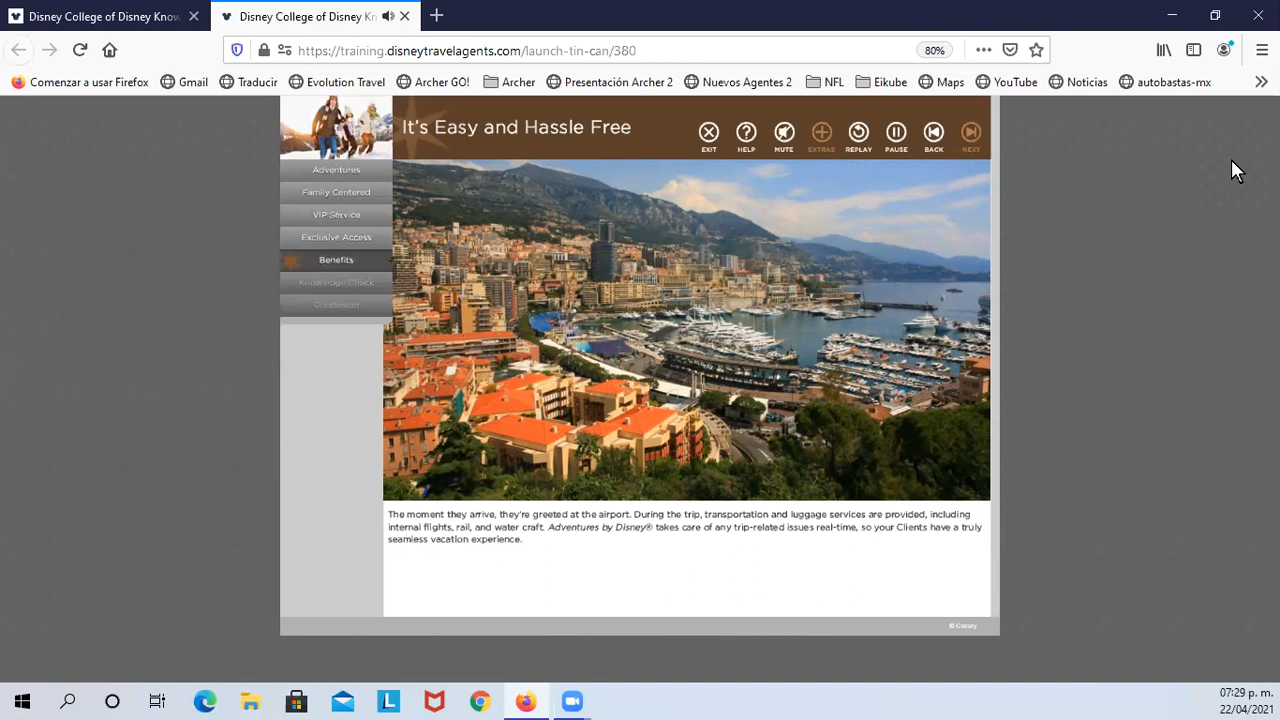 Disney College of Disney Know
Disney College of Disney Kn
https://training.disneytravelagents.com/launch-tin-can/380
80%
Comenzar a usar Firefox
Gmail
Traducir
Evolution Travel
Archer GO!
Archer
Presentación Archer 2
Nuevos Agentes 2
NFL
Eikube
Maps
YouTube
Noticias
autobastas-mx
It's Easy and Hassle Free
EXIT
HELP
MUTE
EXTRAS
REPLAY
PAUSE
BACK
NEXT
Adventures
Family Centered
VIP Service
Exclusive Access
Benefits
Knowledge Check
Conclusion
The moment they arrive, they're greeted at the airport. During the trip, transportation and luggage services are provided, including
internal flights, rail, and water craft. Adventures by Disney® takes care of any trip-related issues real-time, so your Clients have a truly
seamless vacation experience.
© Disney
07:29 p. m.
22/04/2021